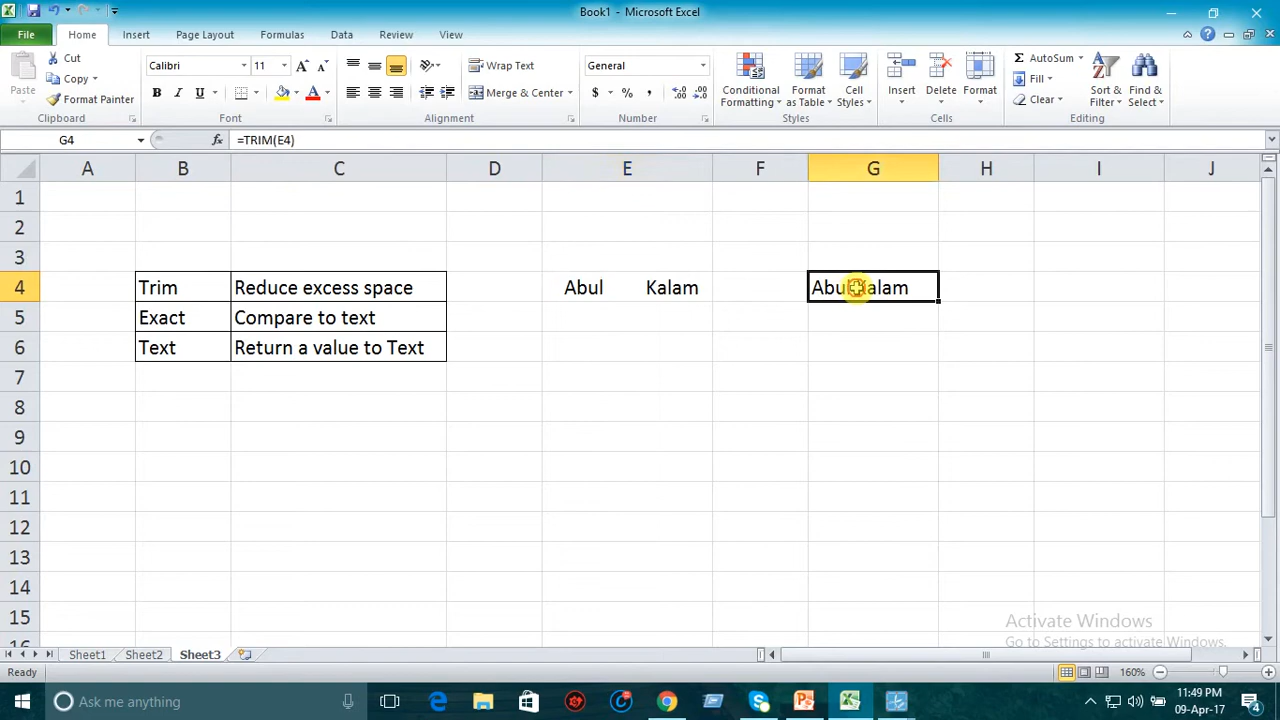 Book1 - Microsoft Excel
File Home Insert Page Layout Formulas Data Review View
Paste Cut Copy Format Painter
Calibri 11
B I U A
Wrap Text
Merge & Center
General
$ % ,
Conditional Formatting Format as Table Cell Styles
Insert Delete Format
Σ AutoSum Fill Clear
Sort & Filter Find & Select
Clipboard Font Alignment Number Styles Cells Editing
G4 fx =TRIM(E4)
A B C D E F G H I J
1
2
3
4 Trim Reduce excess space Abul Kalam Abul Kalam
5 Exact Compare to text
6 Text Return a value to Text
7
8
9
10
11
12
13
14
15
16
Activate Windows
Go to Settings to activate Windows.
Sheet1 Sheet2 Sheet3
Ready 160%
Ask me anything
11:49 PM
09-Apr-17
4